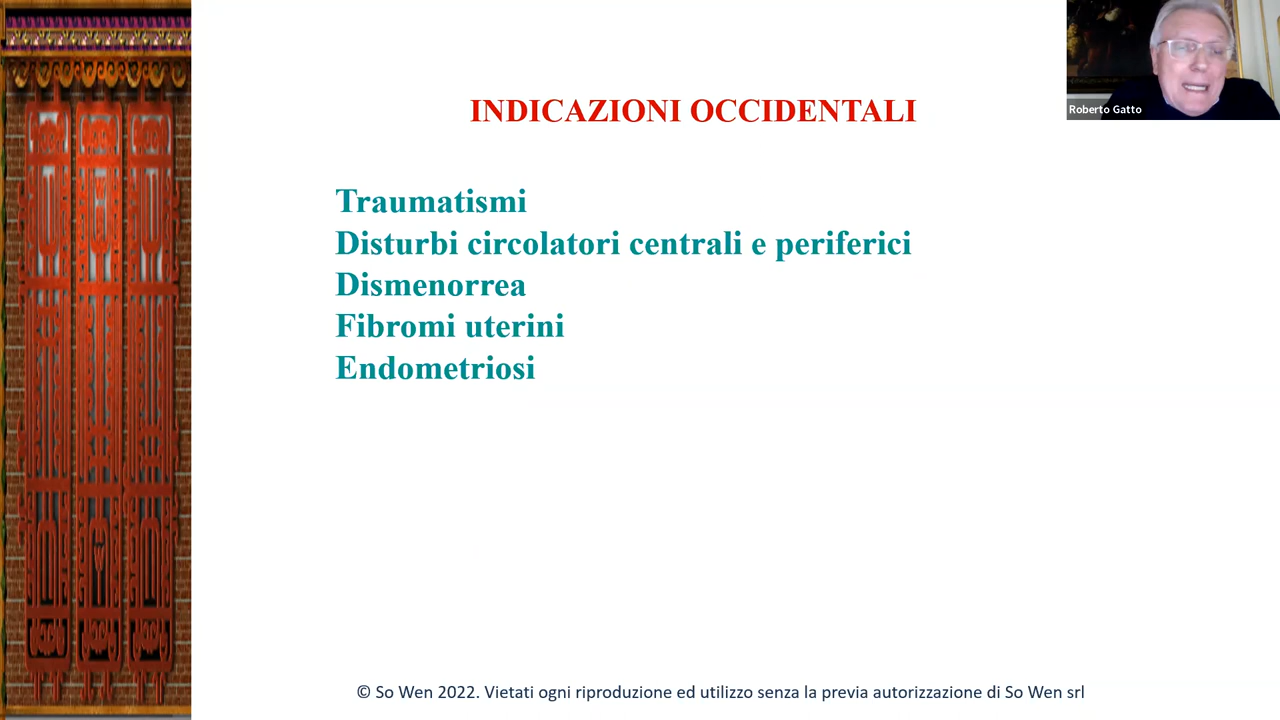 INDICAZIONI OCCIDENTALI
Roberto Gatto
Traumatismi
Disturbi circolatori centrali e periferici
Dismenorrea
Fibromi uterini
Endometriosi
© So Wen 2022. Vietati ogni riproduzione ed utilizzo senza la previa autorizzazione di So Wen srl